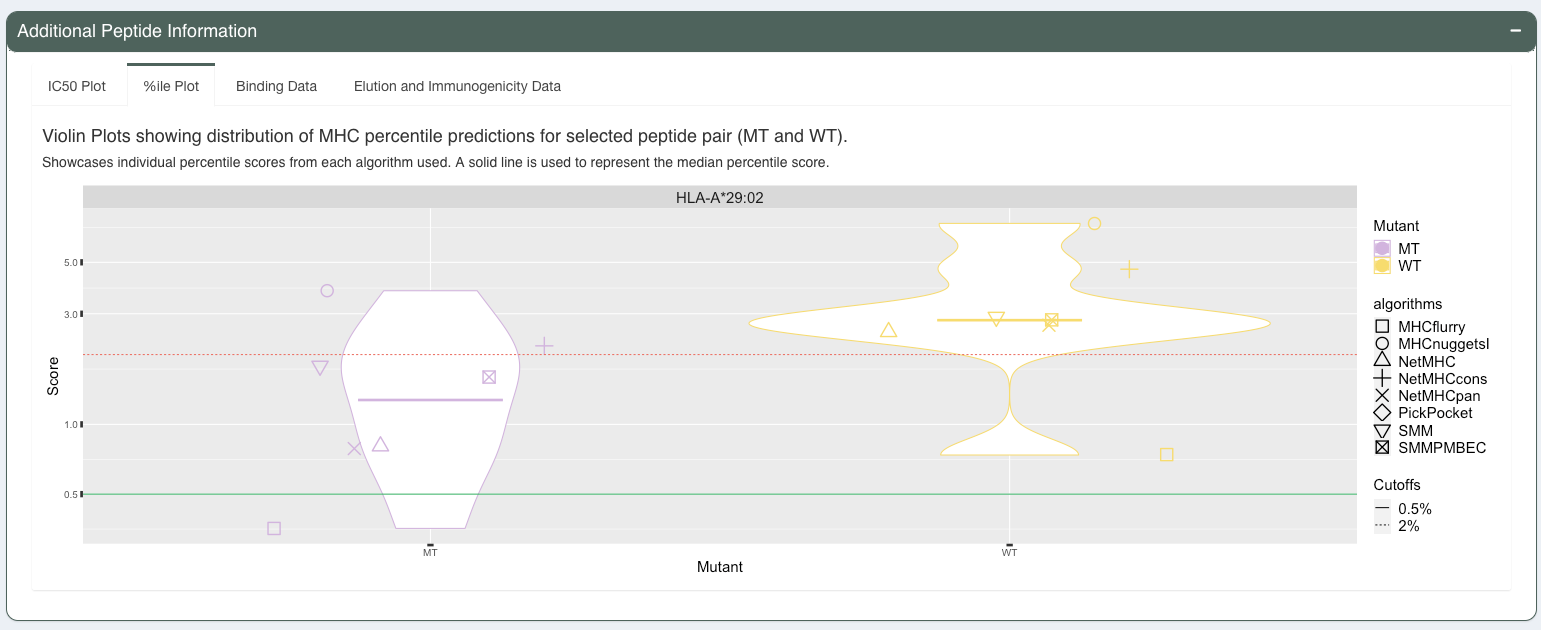 Additional Peptide Information
IC50 Plot %ile Plot Binding Data Elution and Immunogenicity Data
Violin Plots showing distribution of MHC percentile predictions for selected peptide pair (MT and WT).
Showcases individual percentile scores from each algorithm used. A solid line is used to represent the median percentile score.
HLA-A*29:02
Score
5.0
3.0
1.0
0.5
MT WT
Mutant
Mutant
MT
WT
algorithms
MHCflurry
MHCnuggetsI
NetMHC
NetMHCcons
NetMHCpan
PickPocket
SMM
SMMPMBEC
Cutoffs
0.5%
2%